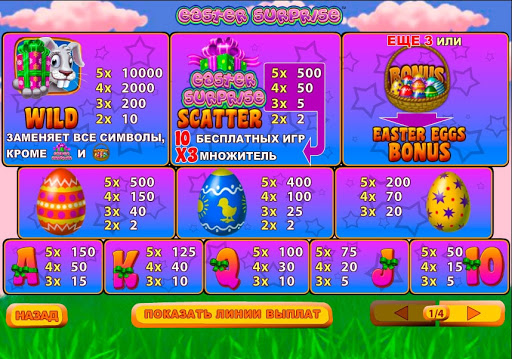 EASTER SURPRISE™
5x 10000
4x 2000
3x 200
2x 10
WILD
ЗАМЕНЯЕТ ВСЕ СИМВОЛЫ,
КРОМЕ И
EASTER
SURPRISE
SCATTER
5x 500
4x 50
3x 5
2x 2
10 БЕСПЛАТНЫХ ИГР
X3 МНОЖИТЕЛЬ
ЕЩЕ 3 ИЛИ
BONUS
EASTER EGGS
BONUS
5x 500
4x 150
3x 40
2x 2
5x 400
4x 100
3x 25
2x 2
5x 200
4x 70
3x 20
A
5x 150
4x 50
3x 15
K
5x 125
4x 40
3x 15
Q
5x 100
4x 30
3x 10
5x 75
4x 20
3x 5
J
5x 50
4x 15
3x 5
10
НАЗАД
ПОКАЗАТЬ ЛИНИИ ВЫПЛАТ
1/4